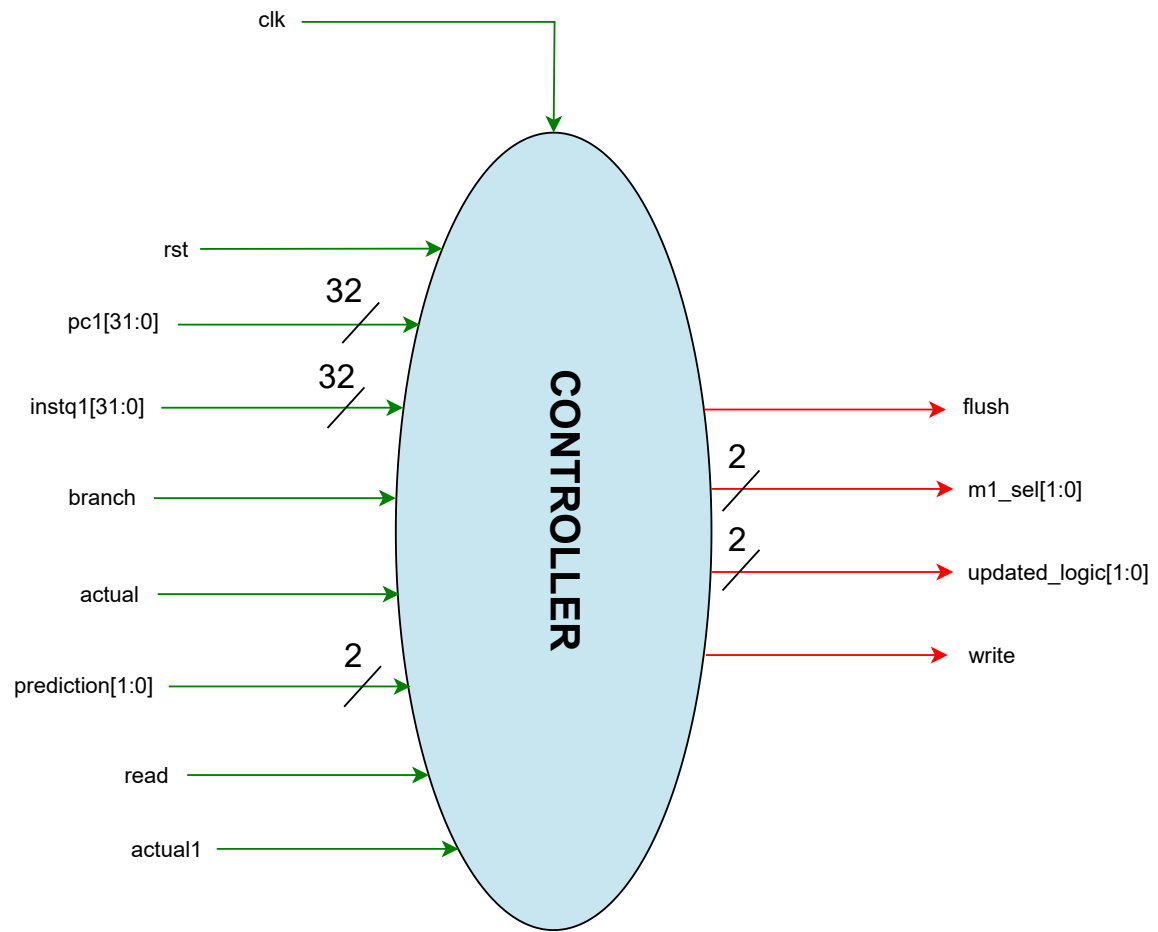 clk
rst
32
pc1[31:0]
32
instq1[31:0]
branch
actual
2
prediction[1:0]
read
actual1
CONTROLLER
flush
2
m1_sel[1:0]
2
updated_logic[1:0]
write